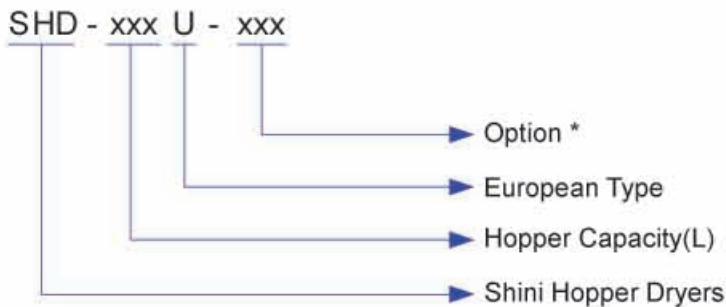 SHD - xxx U - xxx
Option *
European Type
Hopper Capacity(L)
Shini Hopper Dryers